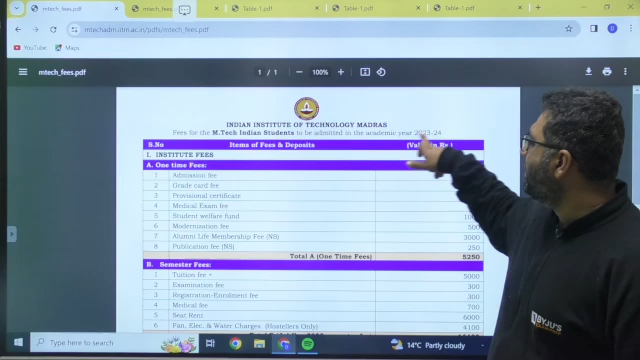 mtech_fees.pdf
mtech_fees.
Table-1.pdf
Table-1.pdf
Table-1.pdf
mtechadm.iitm.ac.in/pdfs/mtech_fees.pdf
YouTube
Maps
mtech_fees.pdf
1 / 1
100%
INDIAN INSTITUTE OF TECHNOLOGY MADRAS
Fees for the M.Tech Indian Students to be admitted in the academic year 2023-24
S.No Items of Fees & Deposits
I. INSTITUTE FEES
A. One time Fees:
1 Admission fee
2 Grade card fee
3 Provisional certificate
4 Medical Exam fee
5 Student welfare fund
6 Modernization fee 500
7 Alumni Life Membership Fee (NS) 3000
8 Publication fee (NS) 250
Total A (One Time Fees) 5250
B. Semester Fees:
1 Tuition fee + 5000
2 Examination fee 300
3 Registration-Enrolment fee 300
4 Medical fee 700
5 Seat Rent 6000
6 Fan, Elec. & Water Charges (Hostellers Only) 4100
Type here to search
14°C Partly cloudy
BYJU'S